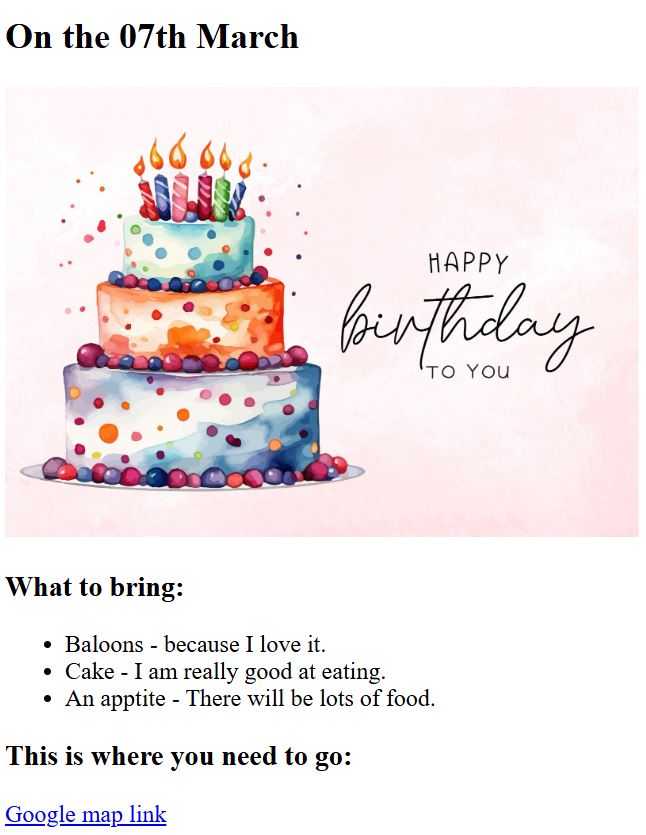 On the 07th March
HAPPY
birthday
TO YOU
What to bring:
• Baloons - because I love it.
• Cake - I am really good at eating.
• An apptite - There will be lots of food.
This is where you need to go:
Google map link